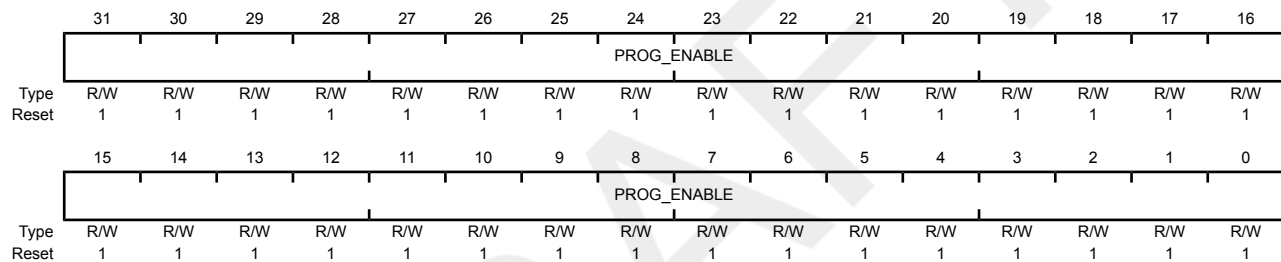 31 30 29 28 27 26 25 24 23 22 21 20 19 18 17 16
PROG_ENABLE
Type R/W R/W R/W R/W R/W R/W R/W R/W R/W R/W R/W R/W R/W R/W R/W R/W
Reset 1 1 1 1 1 1 1 1 1 1 1 1 1 1 1 1
15 14 13 12 11 10 9 8 7 6 5 4 3 2 1 0
PROG_ENABLE
Type R/W R/W R/W R/W R/W R/W R/W R/W R/W R/W R/W R/W R/W R/W R/W R/W
Reset 1 1 1 1 1 1 1 1 1 1 1 1 1 1 1 1